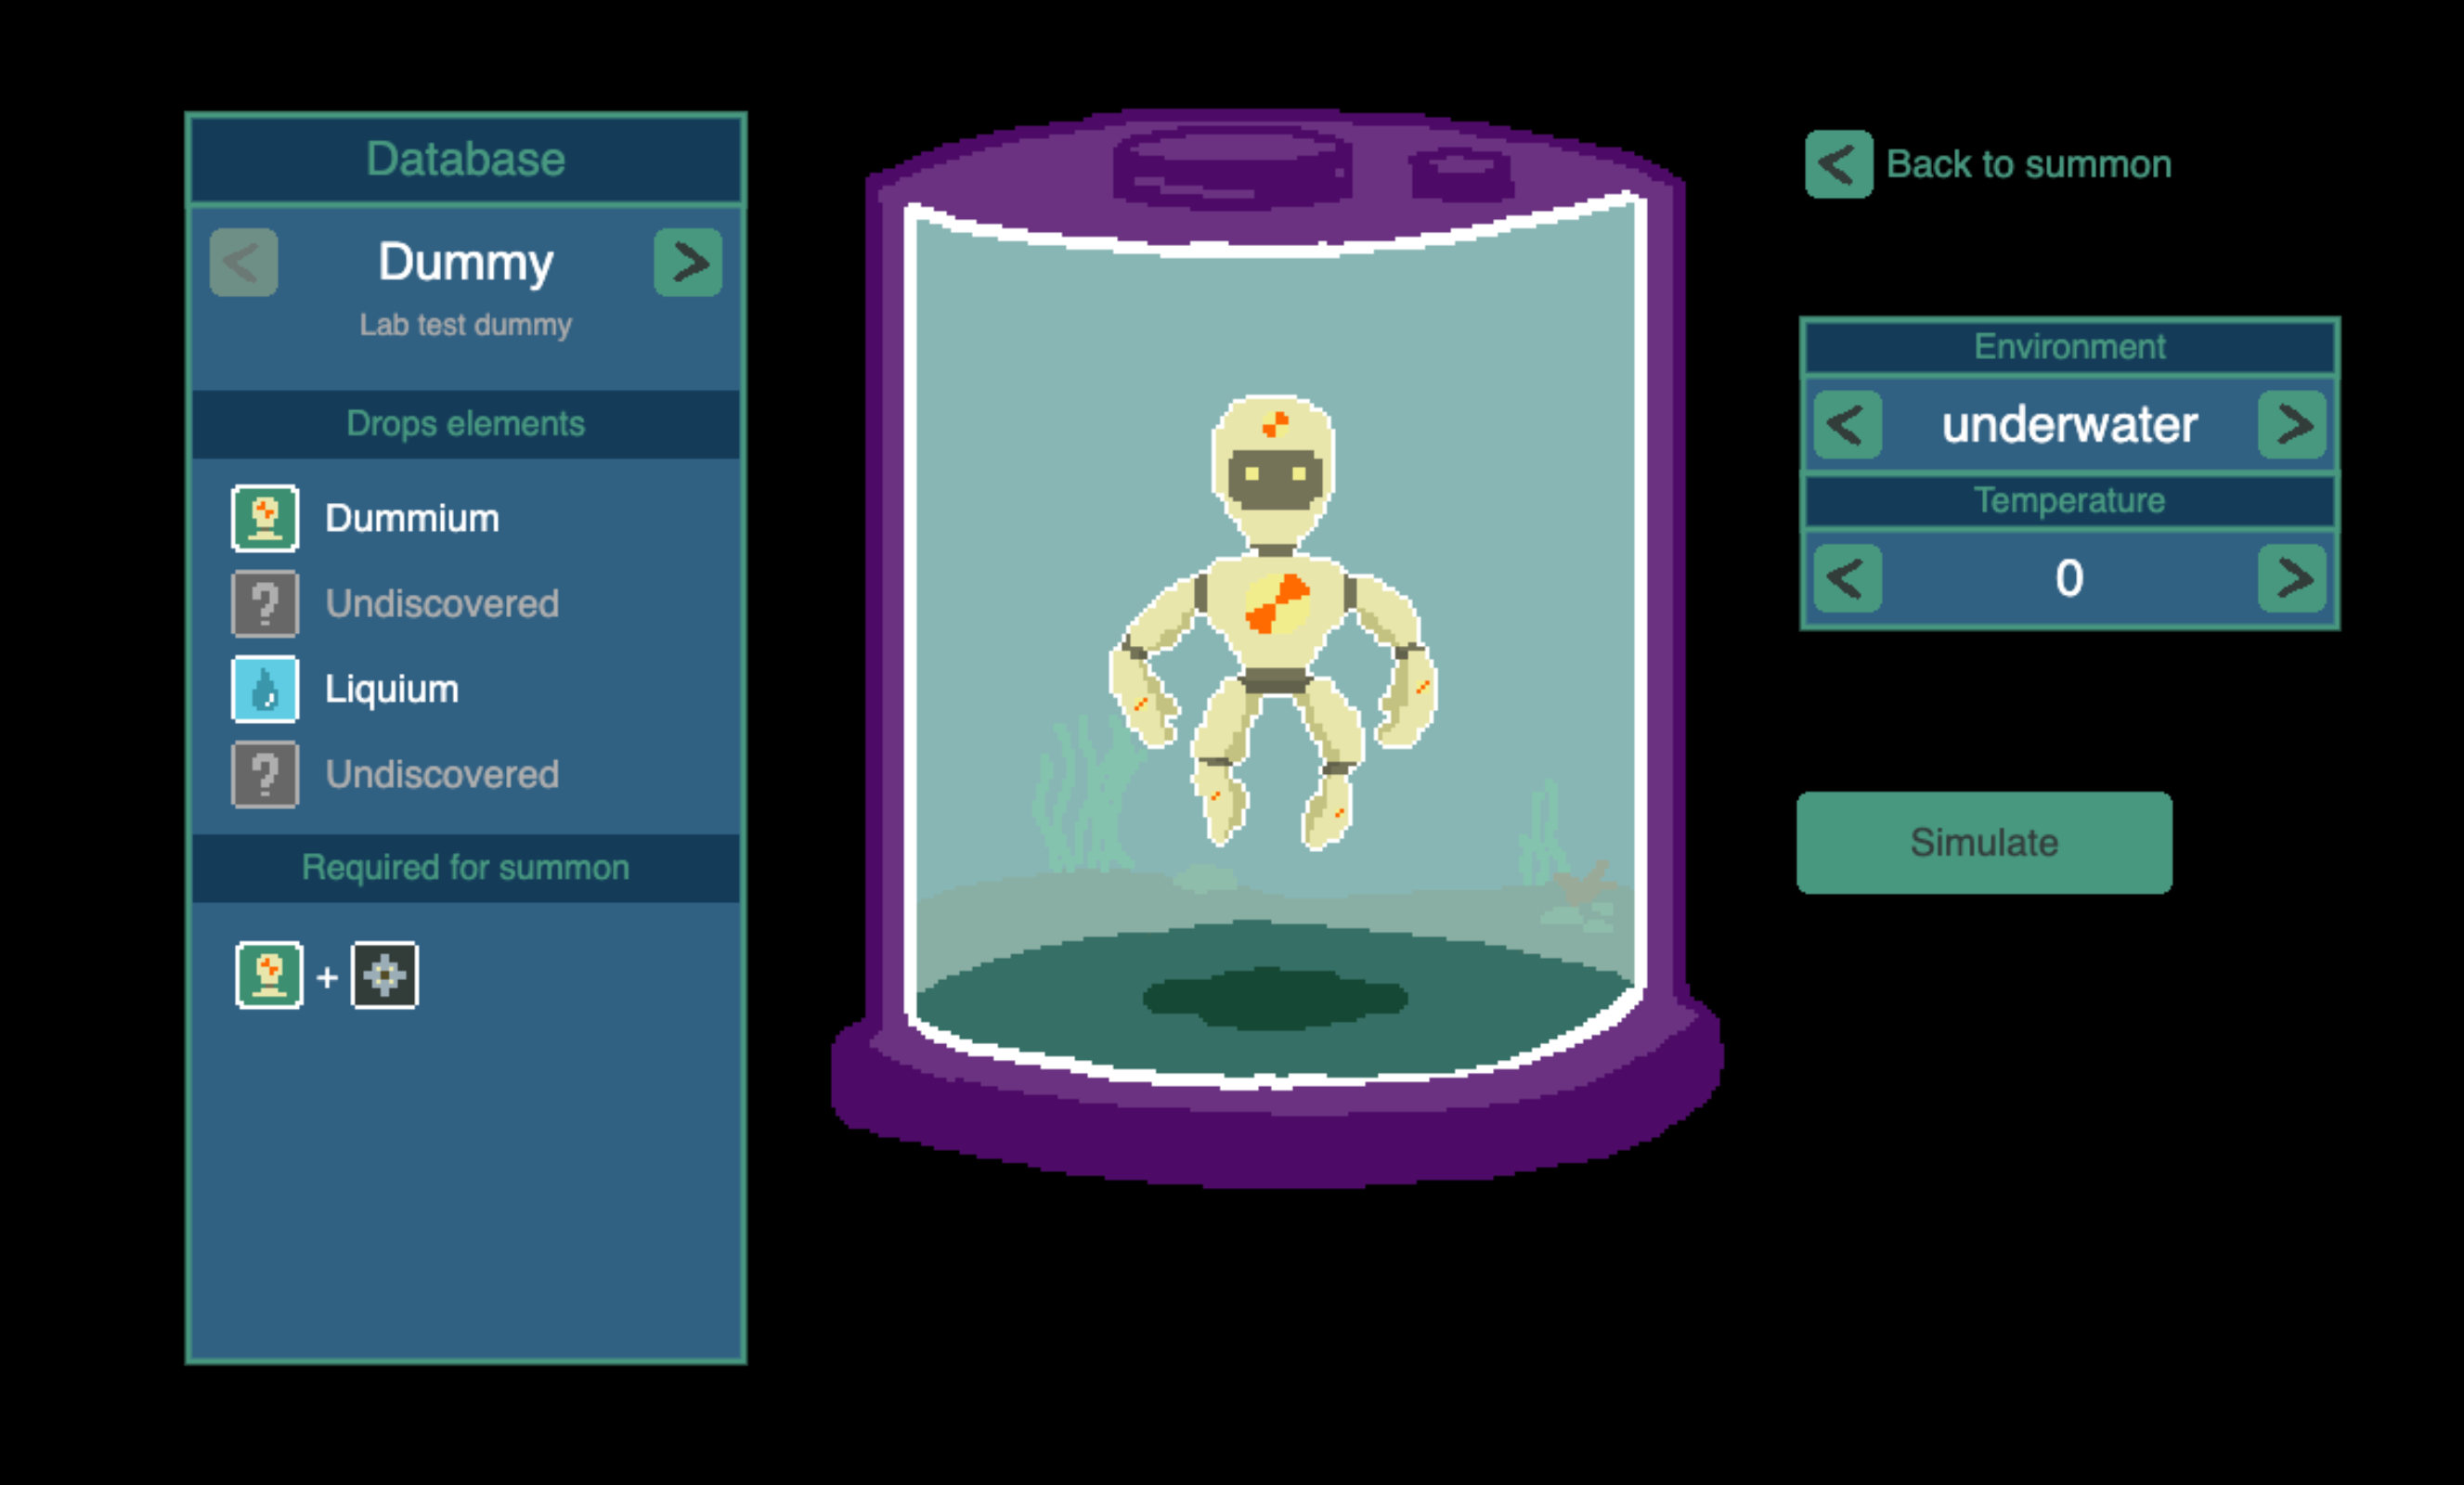 Database
Dummy
Lab test dummy
Drops elements
Dummium
? Undiscovered
Liquium
? Undiscovered
Required for summon
+
Back to summon
Environment
underwater
Temperature
0
Simulate